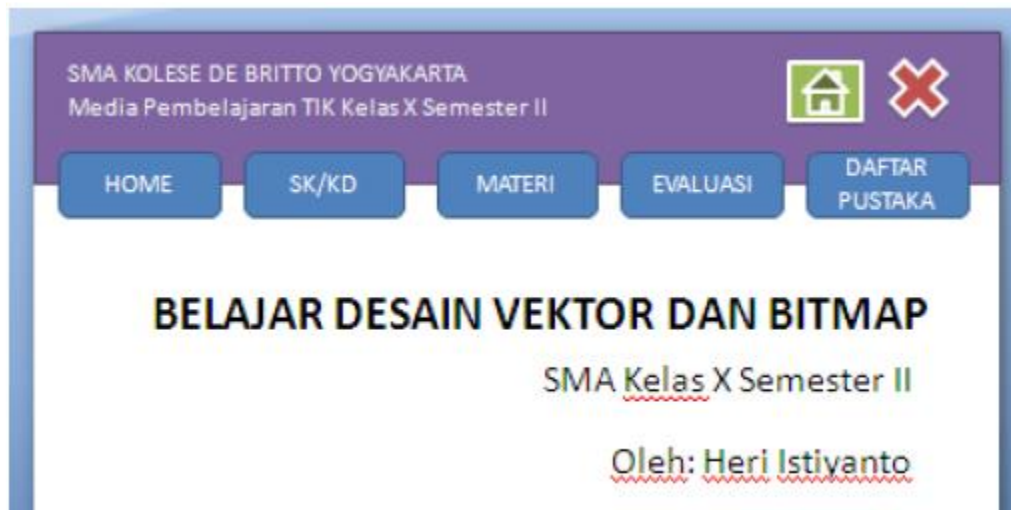 SMA KOLESE DE BRITTO YOGYAKARTA
Media Pembelajaran TIK Kelas X Semester II
HOME
SK/KD
MATERI
EVALUASI
DAFTAR
PUSTAKA
BELAJAR DESAIN VEKTOR DAN BITMAP
SMA Kelas X Semester II
Oleh: Heri Istiyanto